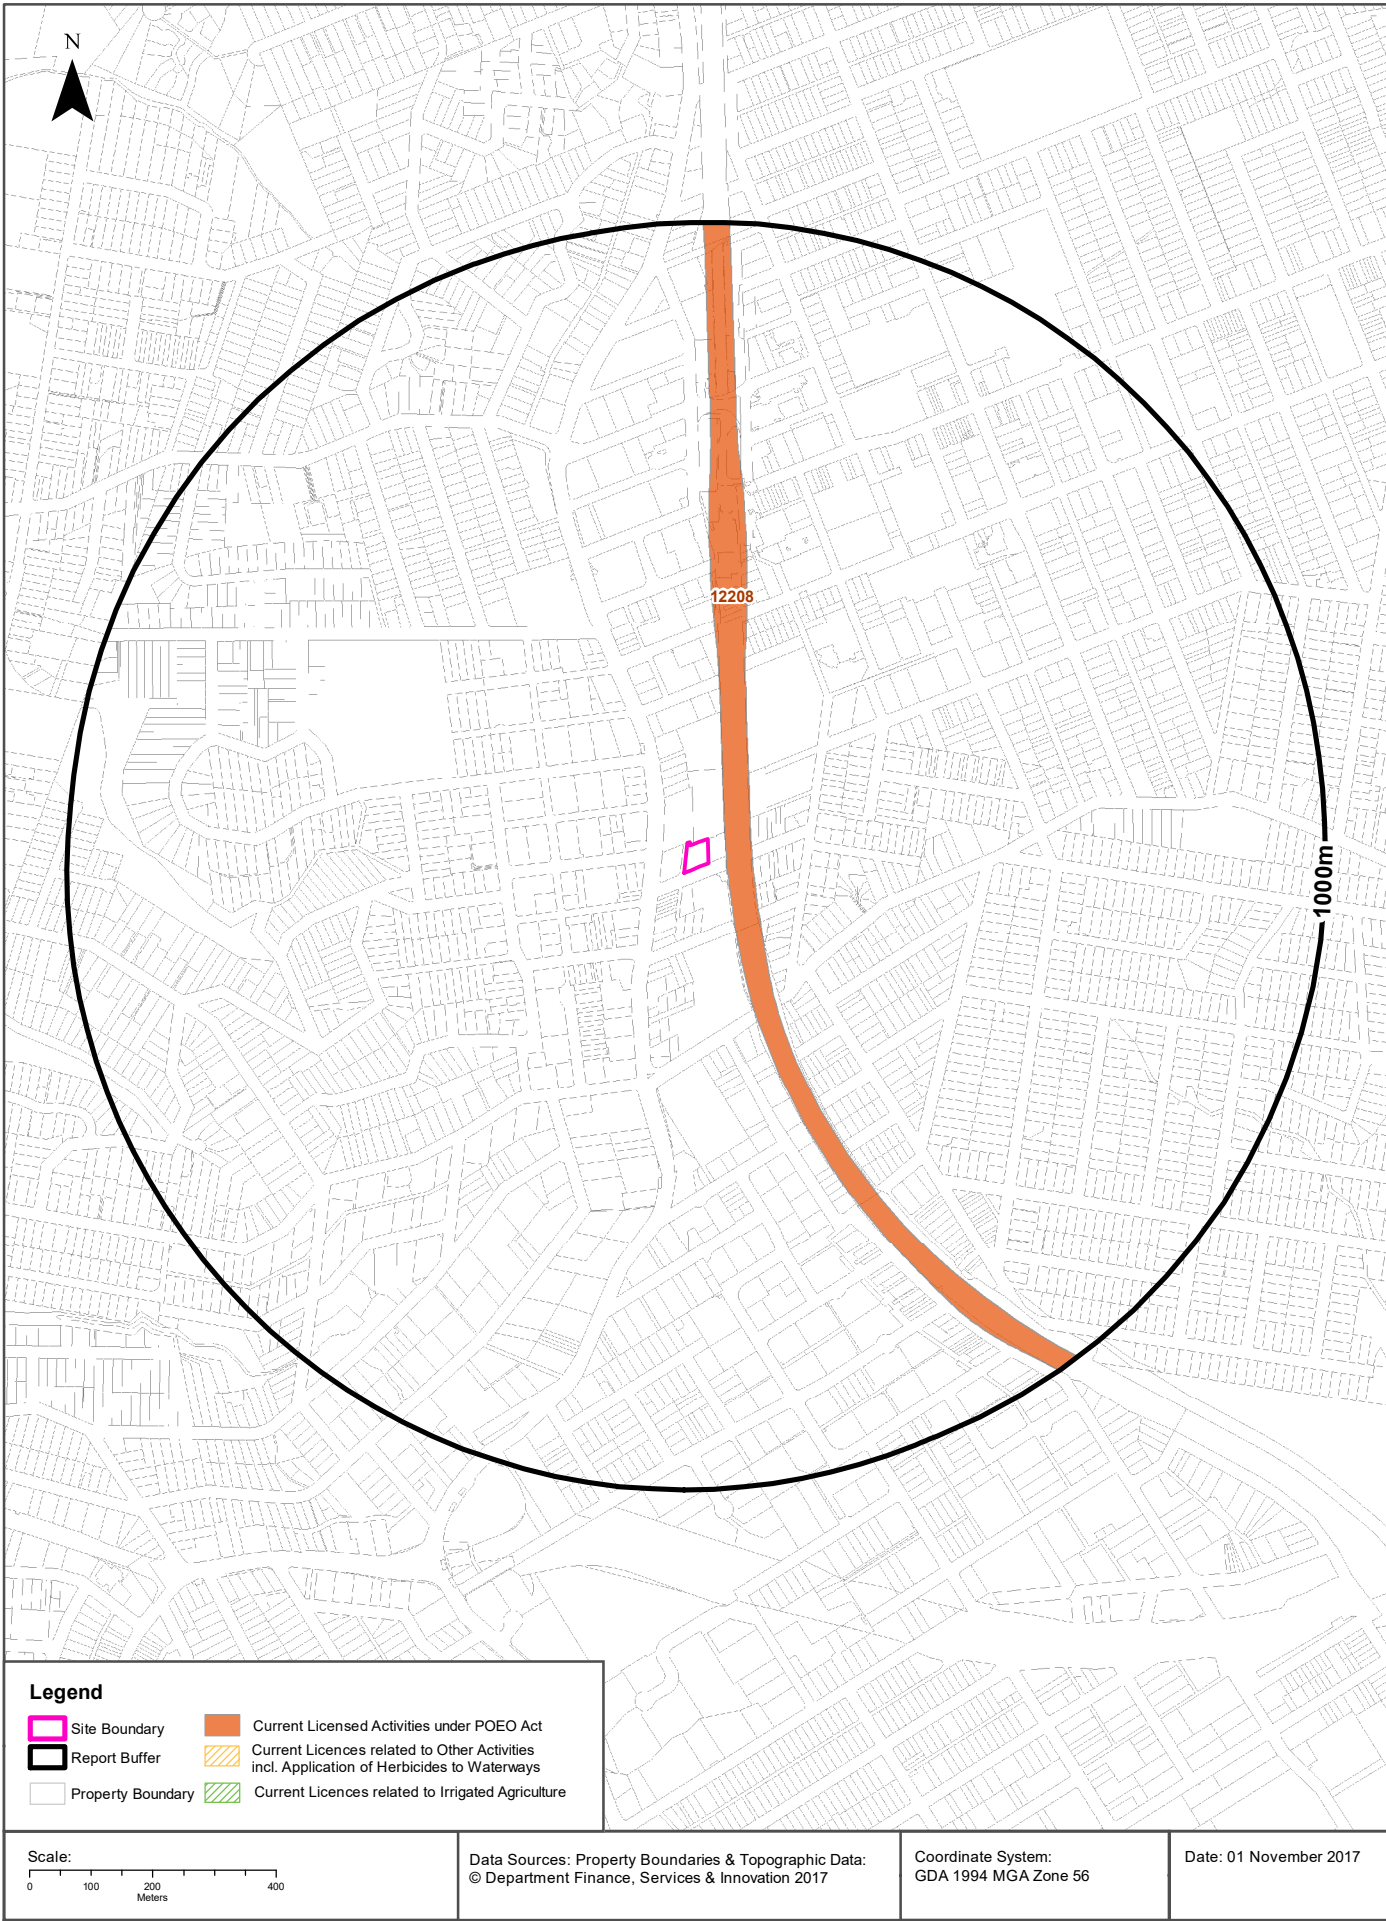 N
12208
1000m
Legend
Site Boundary
Report Buffer
Property Boundary
Current Licensed Activities under POEO Act
Current Licences related to Other Activities
incl. Application of Herbicides to Waterways
Current Licences related to Irrigated Agriculture
Scale:
0 100 200 400
Meters
Data Sources: Property Boundaries & Topographic Data:
© Department Finance, Services & Innovation 2017
Coordinate System:
GDA 1994 MGA Zone 56
Date: 01 November 2017